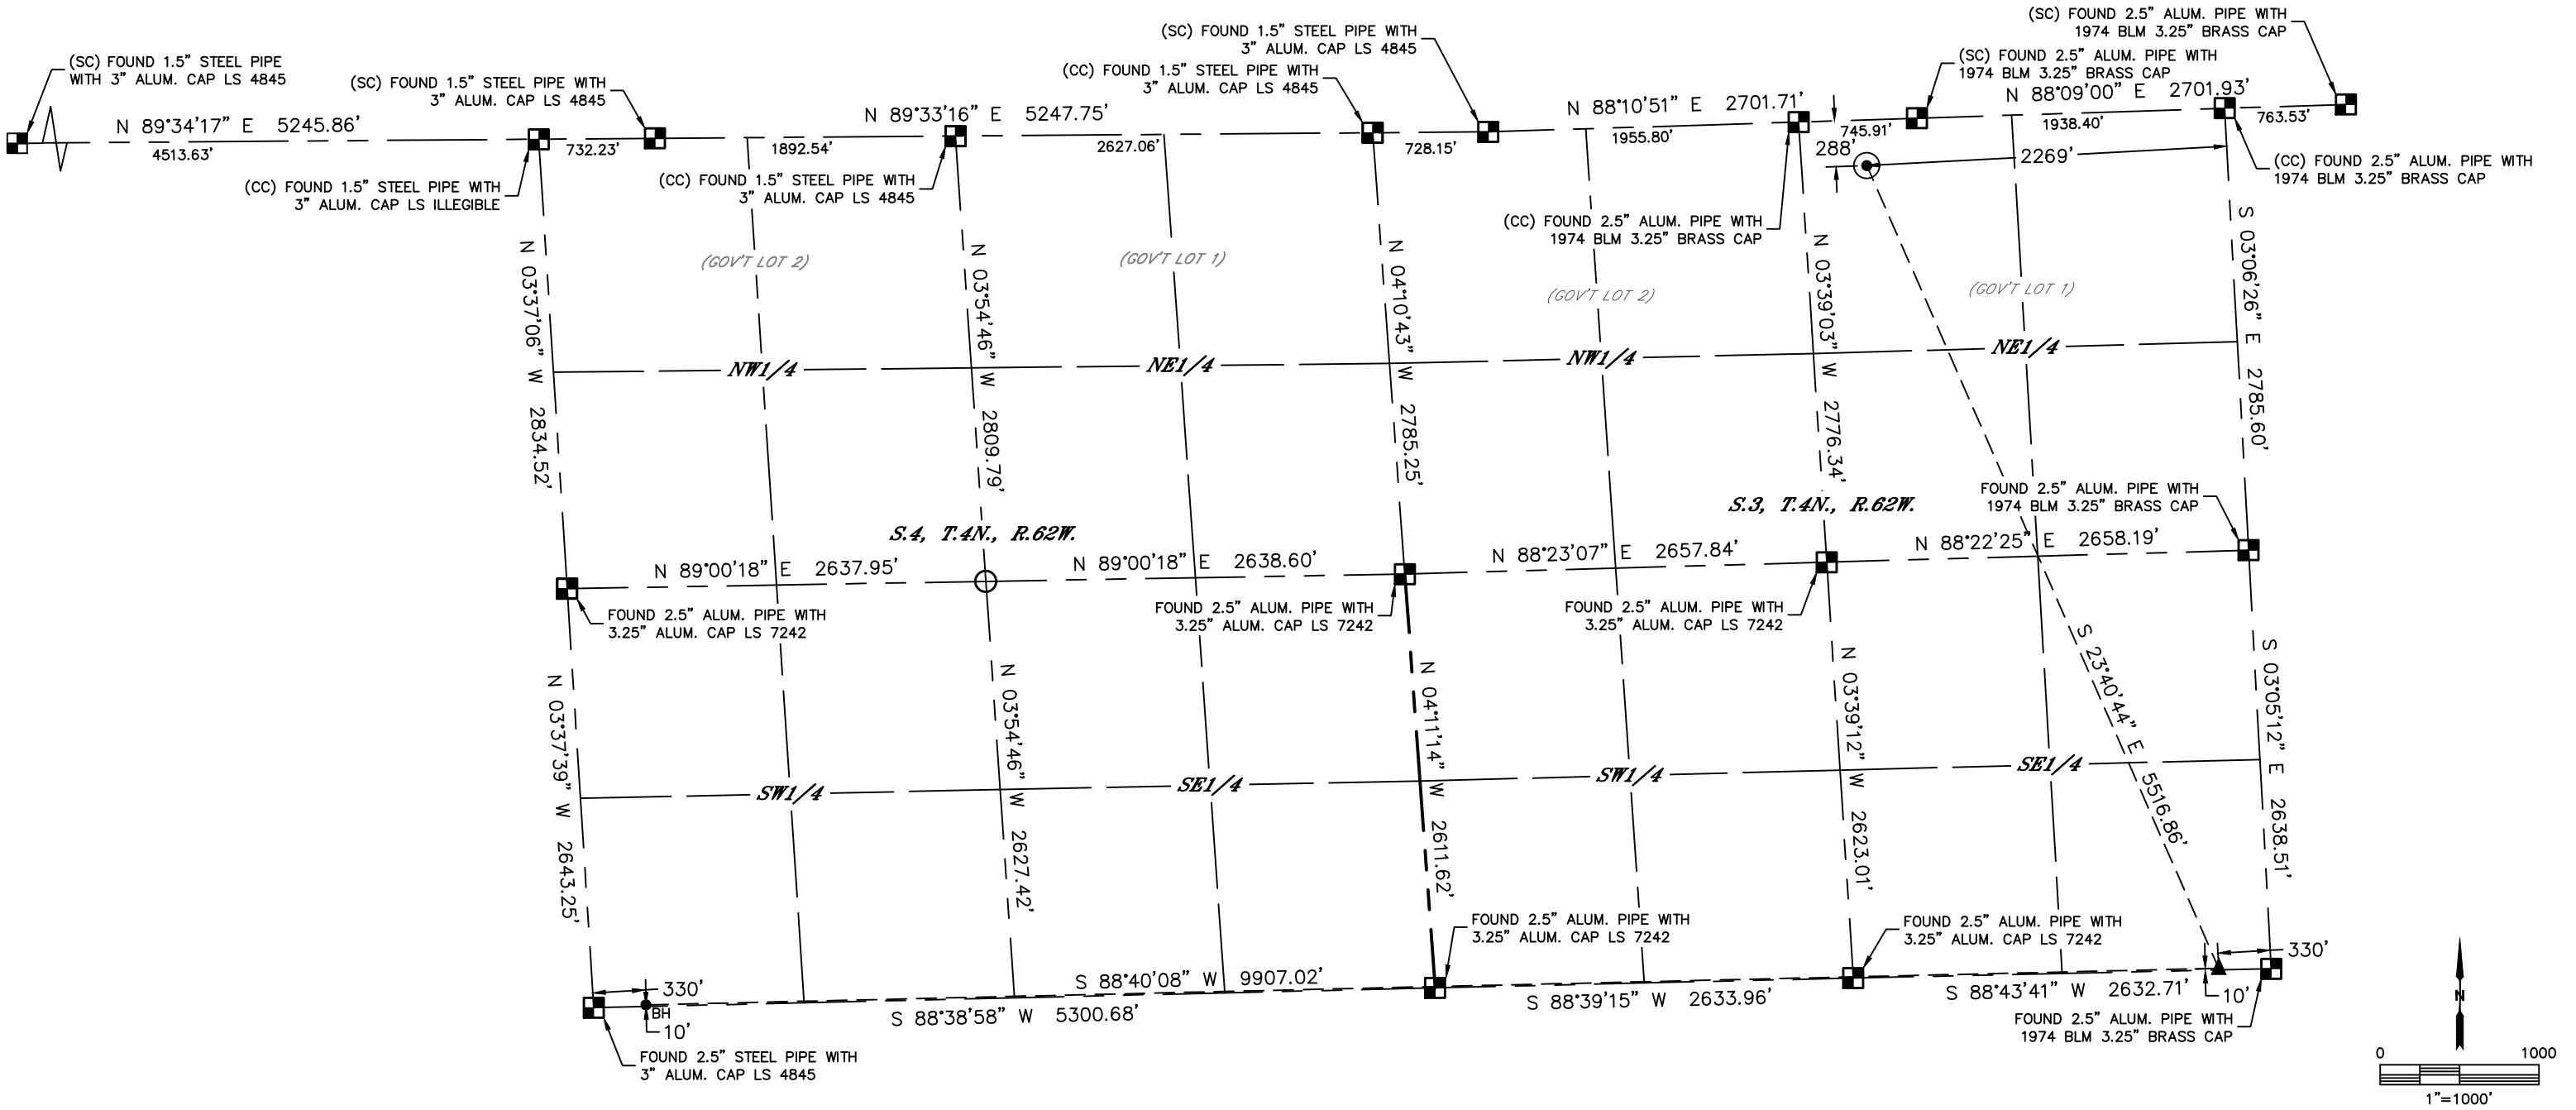 (SC) FOUND 2.5" ALUM. PIPE WITH
1974 BLM 3.25" BRASS CAP
(SC) FOUND 1.5" STEEL PIPE WITH
3" ALUM. CAP LS 4845
(SC) FOUND 2.5" ALUM. PIPE WITH
1974 BLM 3.25" BRASS CAP
(SC) FOUND 1.5" STEEL PIPE
WITH 3" ALUM. CAP LS 4845
(CC) FOUND 1.5" STEEL PIPE WITH
3" ALUM. CAP LS 4845
(SC) FOUND 1.5" STEEL PIPE WITH
3" ALUM. CAP LS 4845
N 89°34'17" E 5245.86'
N 89°33'16" E 5247.75'
N 88°10'51" E 2701.71'
N 88°09'00" E 2701.93'
4513.63'
732.23'
1892.54'
2627.06'
728.15'
1955.80'
745.91'
1938.40'
763.53'
288'
2269'
(CC) FOUND 1.5" STEEL PIPE WITH
3" ALUM. CAP LS ILLEGIBLE
(CC) FOUND 1.5" STEEL PIPE WITH
3" ALUM. CAP LS 4845
(CC) FOUND 2.5" ALUM. PIPE WITH
1974 BLM 3.25" BRASS CAP
(CC) FOUND 2.5" ALUM. PIPE WITH
1974 BLM 3.25" BRASS CAP
N 03°37'06" W 2834.52'
(GOV'T LOT 2)
N 03°54'46" W 2809.79'
(GOV'T LOT 1)
N 04°10'43" W 2785.25'
(GOV'T LOT 2)
N 03°39'03" W 2776.34'
(GOV'T LOT 1)
S 03°06'26" E 2785.60'
NW1/4
NE1/4
NW1/4
NE1/4
S.4, T.4N., R.62W.
S.3, T.4N., R.62W.
FOUND 2.5" ALUM. PIPE WITH
1974 BLM 3.25" BRASS CAP
N 89°00'18" E 2637.95'
N 89°00'18" E 2638.60'
N 88°23'07" E 2657.84'
N 88°22'25" E 2658.19'
FOUND 2.5" ALUM. PIPE WITH
3.25" ALUM. CAP LS 7242
FOUND 2.5" ALUM. PIPE WITH
3.25" ALUM. CAP LS 7242
FOUND 2.5" ALUM. PIPE WITH
3.25" ALUM. CAP LS 7242
N 03°37'39" W 2643.25'
N 03°54'46" W 2627.42'
N 04°11'14" W 2611.62'
N 03°39'12" W 2623.01'
S 23°40'44" E 5516.86'
S 03°05'12" E 2638.51'
SW1/4
SE1/4
SW1/4
SE1/4
FOUND 2.5" ALUM. PIPE WITH
3.25" ALUM. CAP LS 7242
FOUND 2.5" ALUM. PIPE WITH
3.25" ALUM. CAP LS 7242
330'
330'
S 88°40'08" W 9907.02'
S 88°38'58" W 5300.68'
S 88°39'15" W 2633.96'
S 88°43'41" W 2632.71'
10'
BH
10'
FOUND 2.5" ALUM. PIPE WITH
1974 BLM 3.25" BRASS CAP
FOUND 2.5" STEEL PIPE WITH
3" ALUM. CAP LS 4845
N
0 1000
1"=1000'